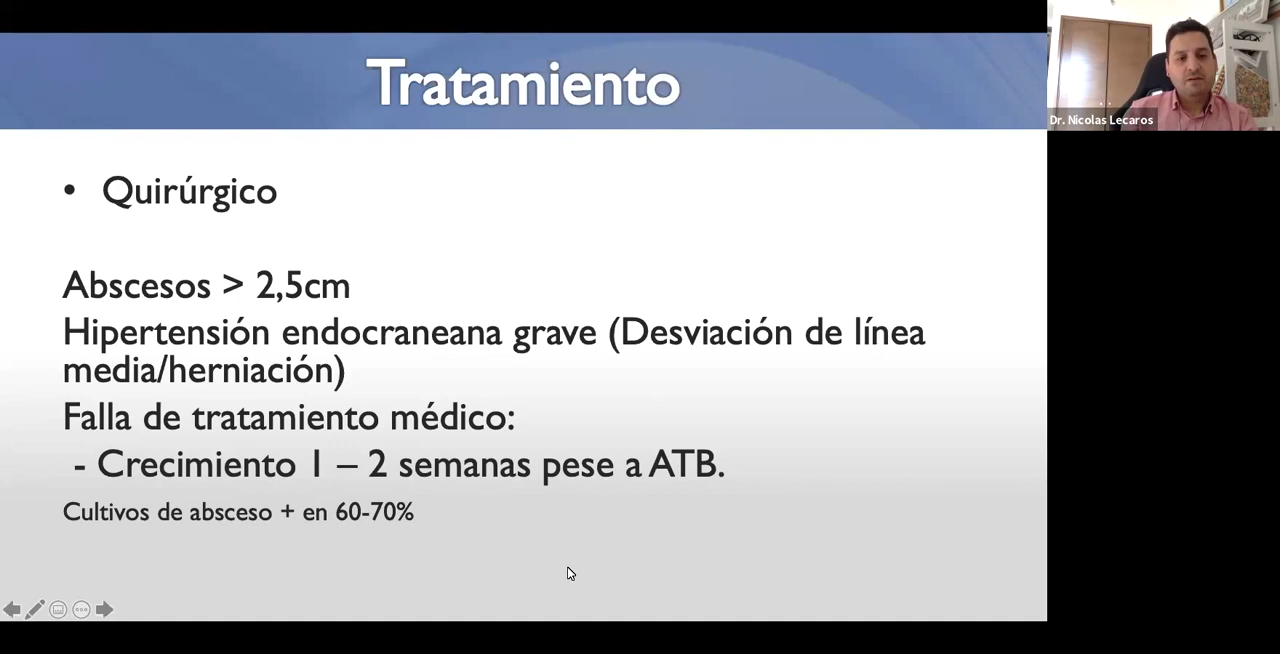 Tratamiento
Dr. Nicolas Lecaros
• Quirúrgico
Abscesos > 2,5cm
Hipertensión endocraneana grave (Desviación de línea
media/herniación)
Falla de tratamiento médico:
- Crecimiento 1 – 2 semanas pese a ATB.
Cultivos de absceso + en 60-70%